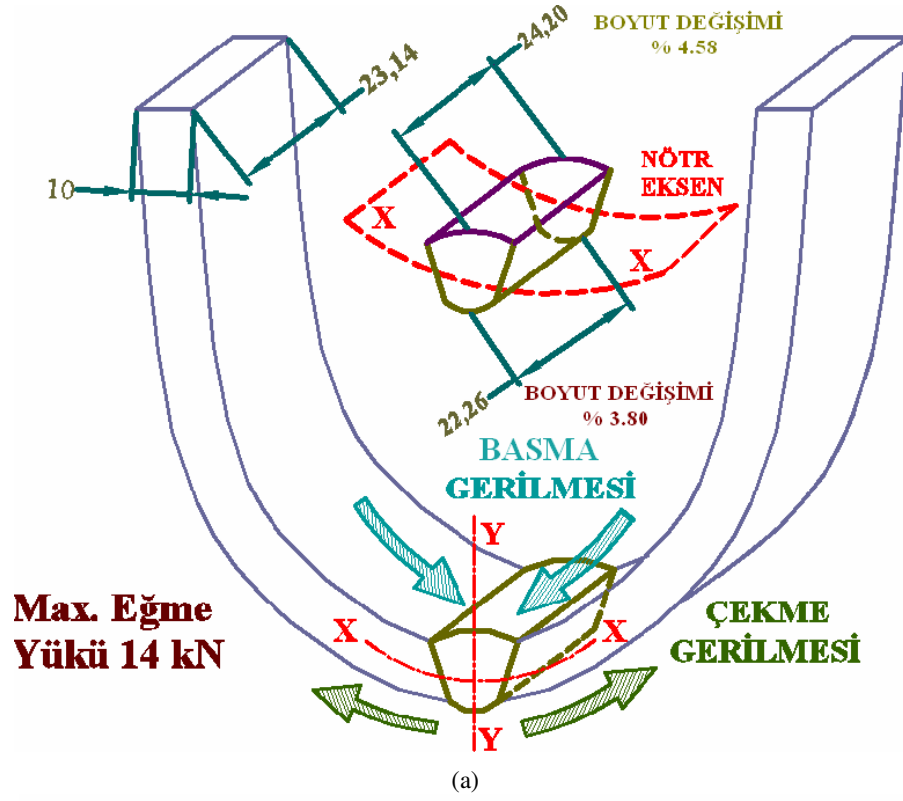 24,20
BOYUT DEĞİŞİMİ
% 4.58
23,14
10
NÖTR
EKSEN
X
X
22,26
BOYUT DEĞİŞİMİ
% 3.80
BASMA
GERİLMESİ
Y
Max. Eğme
Yükü 14 kN
X
X
ÇEKME
GERİLMESİ
Y
(a)